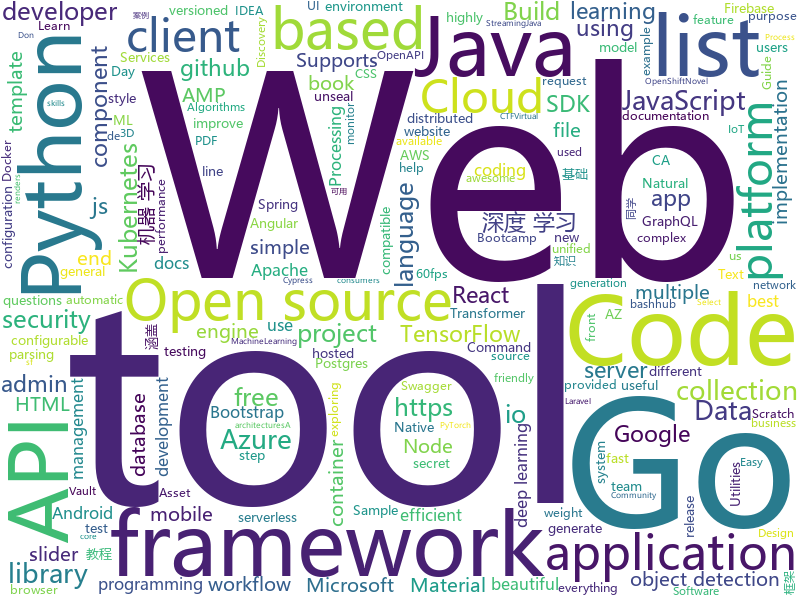 developer
client
based
Java
list
versioned
IDEA
Build
UI
environment
learning
highly
Firebase
purpose
案例
StreamingJava
Don
Learn
Services
github
Supports
using
Discovery
OpenAPI
model
feature
users
Process
Day
AMP
book
CSS
Cloud
SDK
JavaScript
example
Guide
Python
template
component
style
Algorithms
unseal
Processing
monitor
request
distributed
file
OpenShiftNovel
CTFVirtual
documentation
skills
ML
improve
website
available
used
IoT
de
3D
PDF
AWS
help
coding
awesome
基础
CA
Natural
app
platform
implementation
configuration
Docker
js
Kubernetes
机器 学习
performance
line
Spring
Angular
可用
language
compatible
深度 学习
Bootcamp
new
知识
unified
同学
GraphQL
complex
renders
Web
end
general
docs
simple
Apache
60fps
Cypress
consumers
React
Transformer
generation
multiple
Text
us
network
API
questions
automatic
Open source
tool
Go
Code
best
bashhub
security
configurable
parsing
涵盖
engine
use
project
TensorFlow
hosted
Postgres
MachineLearning
testing
Command
source
front
AZ
server
different
friendly
provided
useful
admin
free
Bootstrap
https
Swagger
collection
HTML
management
database
development
architecturesA
Azure
io
Native
PyTorch
Data
Scratch
business
Select
Laravel
step
container
exploring
Node
secret
deep learning
Google
system
fast
team
Community
Utilities
Easy
Android
test
Vault
Asset
core
framework
mobile
serverless
Sample
efficient
weight
generate
release
application
Design
S1
slider
教程
library
browser
programming
workflow
Microsoft
Material
beautiful
everything
object detection
Software
框架